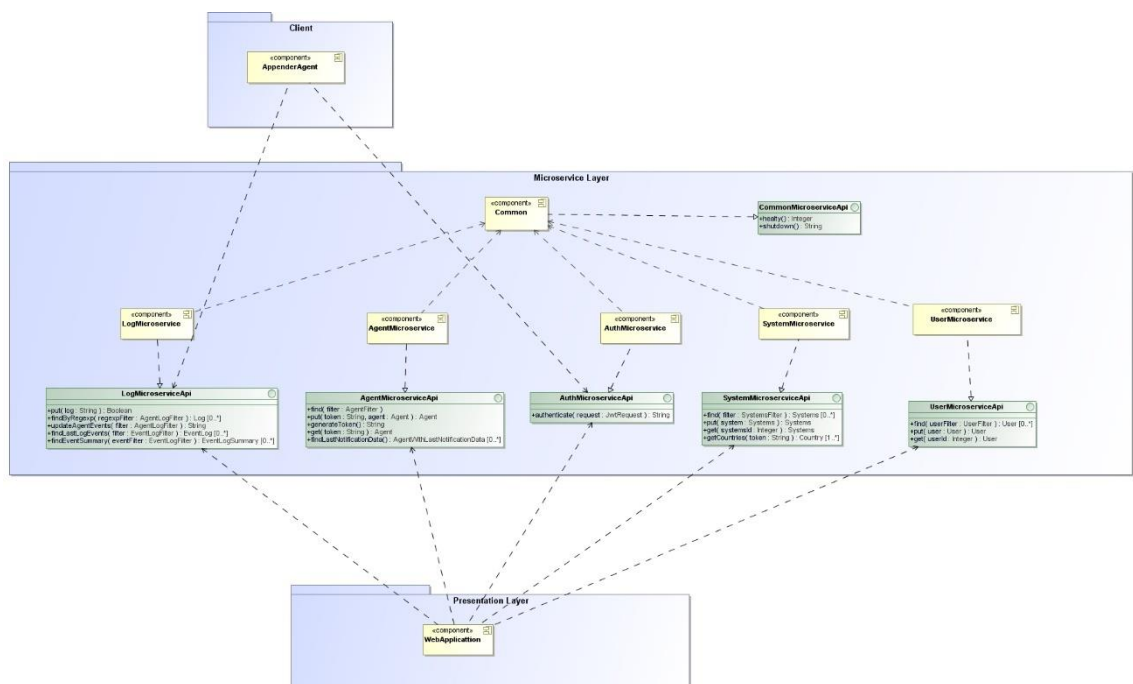 Client
«component»
AppenderAgent
Microservice Layer
«component»
Common
CommonMicroserviceApi
+healty() : Integer
+shutdown() : String
«component»
LogMicroservice
«component»
AgentMicroservice
«component»
AuthMicroservice
«component»
SystemMicroservice
«component»
UserMicroservice
LogMicroserviceApi
+put( log : String ) : Boolean
+findByRegexp( regexpFilter : AgentLogFilter ) : Log [0..*]
+updateAgentEvents( filter : AgentLogFilter ) : String
+findLastLogEvents( filter : EventLogFilter ) : EventLog [0..*]
+findEventSummary( eventFilter : EventLogFilter ) : EventLogSummary [0..*]
AgentMicroserviceApi
+find( filter : AgentFilter )
+put( token : String, agent : Agent ) : Agent
+generateToken() : String
+get( token : String ) : Agent
+findLastNotificationData() : AgentWithLastNotificationData [0..*]
AuthMicroserviceApi
+authenticate( request : JwtRequest ) : String
SystemMicroserviceApi
+find( filter : SystemsFilter ) : Systems [0..*]
+put( system : Systems ) : Systems
+get( systemsId : Integer ) : Systems
+getCountries( token : String ) : Country [1..*]
UserMicroserviceApi
+find( userFilter : UserFilter ) : User [0..*]
+put( user : User ) : User
+get( userId : Integer ) : User
Presentation Layer
«component»
WebApplicattion